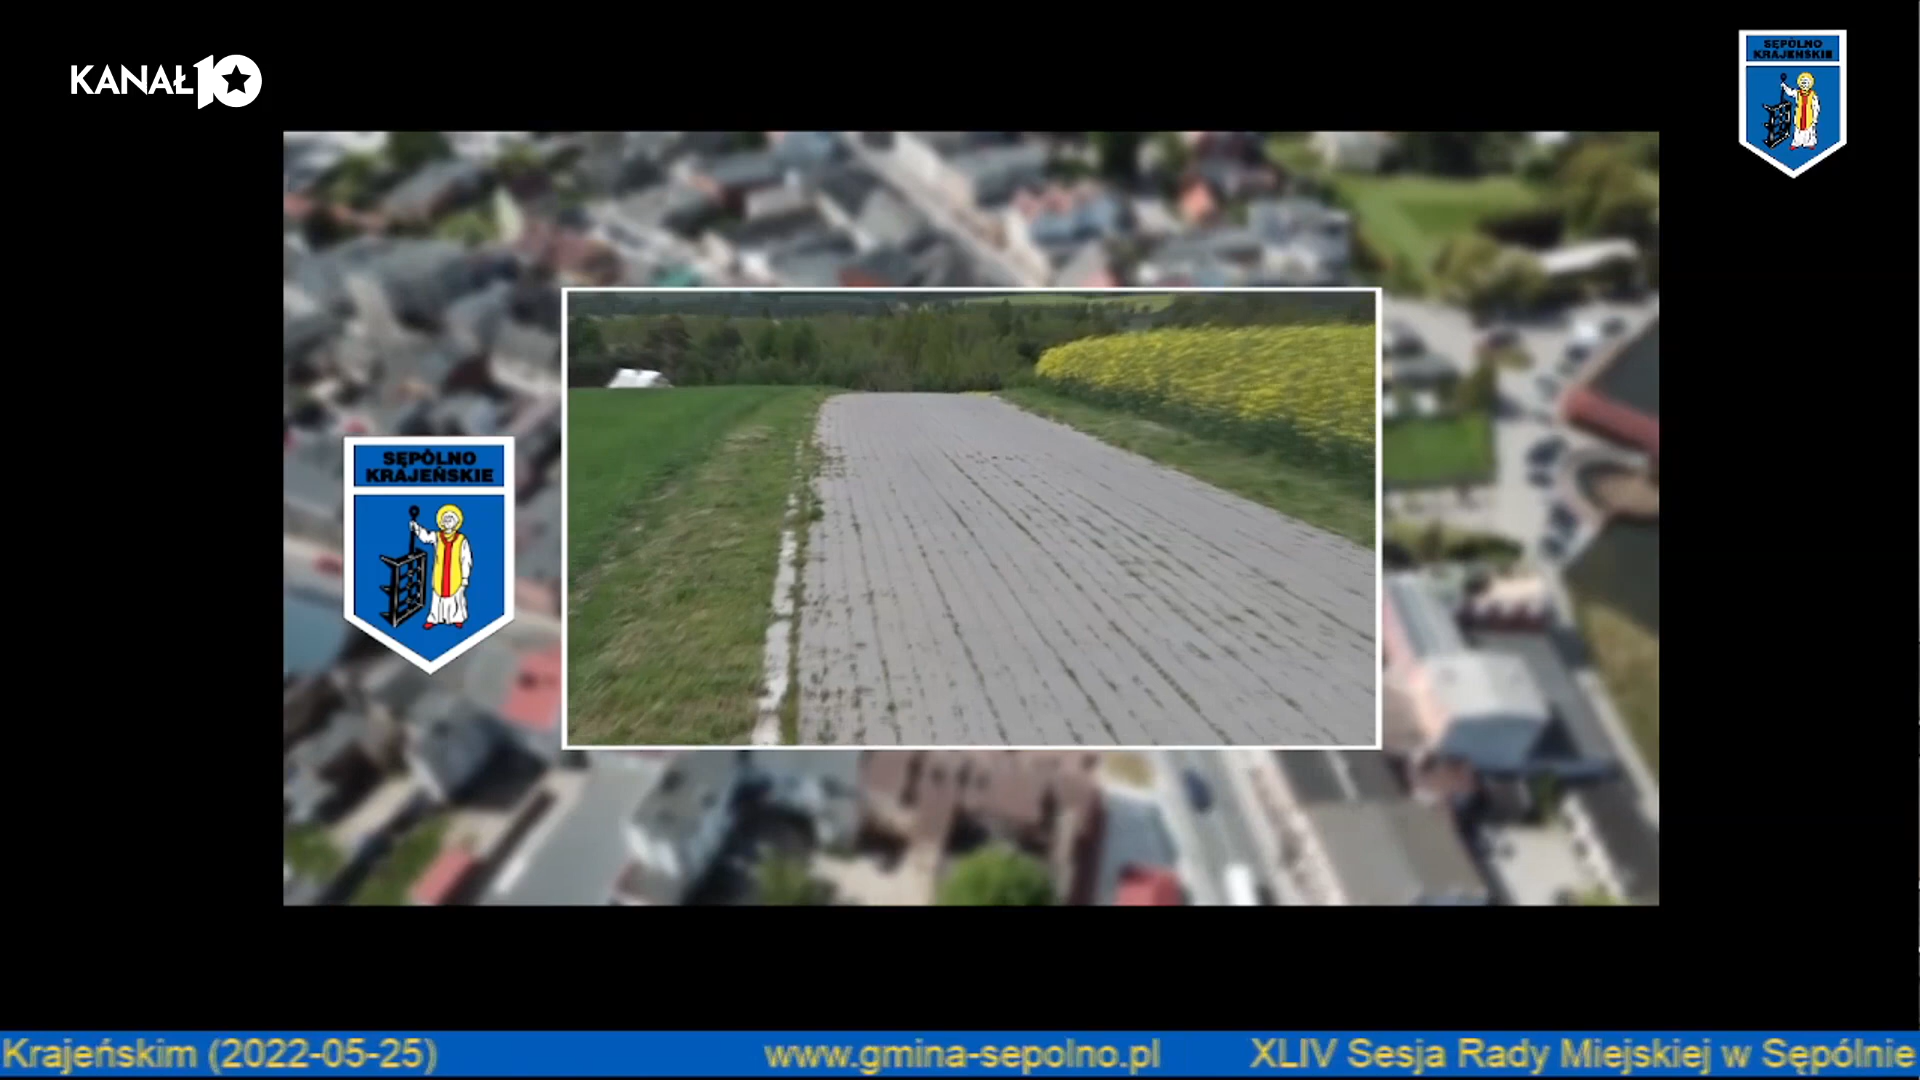 KANAŁ10
SĘPÓLNO
KRAJEŃSKIE
SĘPÓLNO
KRAJEŃSKIE
Krajeńskim (2022-05-25) www.gmina-sepolno.pl XLIV Sesja Rady Miejskiej w Sępólnie